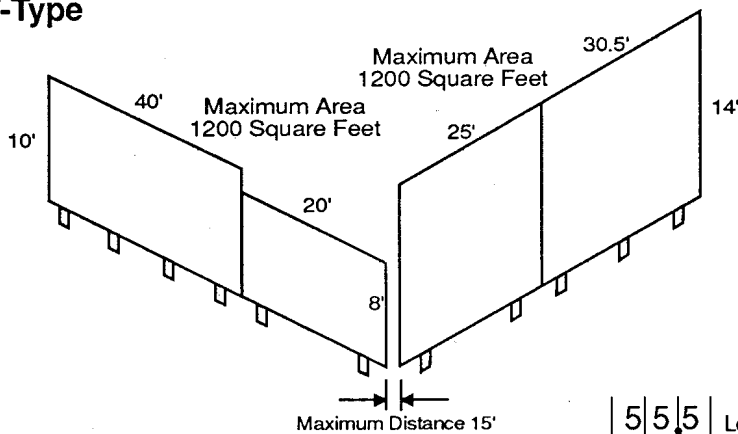 -Type
30.5'
Maximum Area
1200 Square Feet
40'
Maximum Area
1200 Square Feet
14'
10'
25'
20'
8'
Maximum Distance 15'
5 5.5